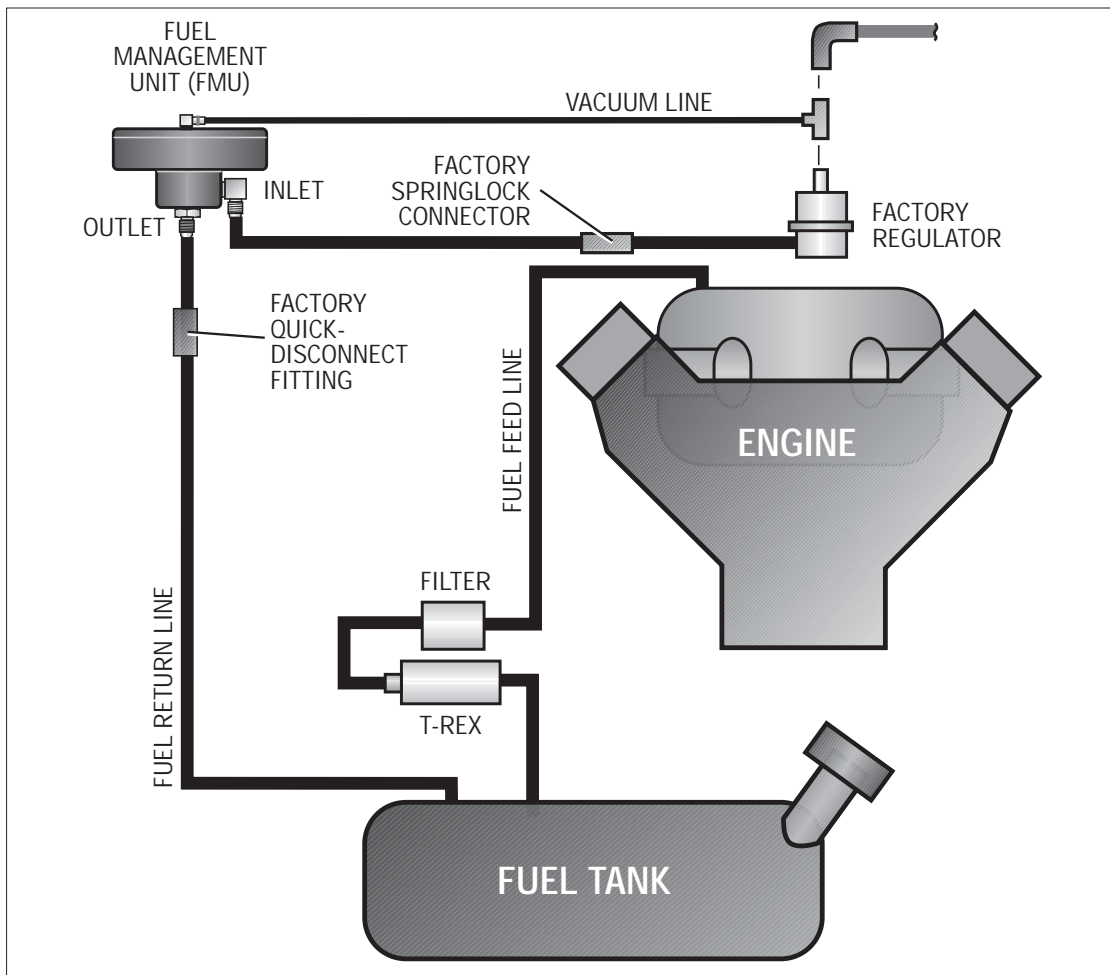 FUEL
MANAGEMENT
UNIT (FMU)
VACUUM LINE
FACTORY
SPRINGLOCK
CONNECTOR
INLET
OUTLET
FACTORY
REGULATOR
FACTORY
QUICK-
DISCONNECT
FITTING
FUEL FEED LINE
ENGINE
FILTER
T-REX
FUEL RETURN LINE
FUEL TANK